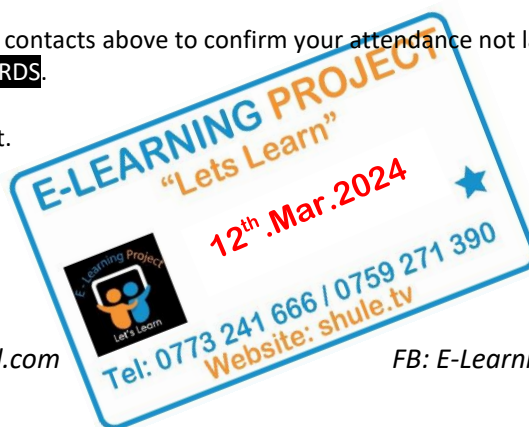 contacts above to confirm your attendance not l
RDS.
t.
E-LEARNING PROJECT
“Lets Learn”
12th.Mar.2024
E - Learning Project
Let's Learn
Tel: 0773 241 666 / 0759 271 390
Website: shule.tv
l.com
FB: E-Learni